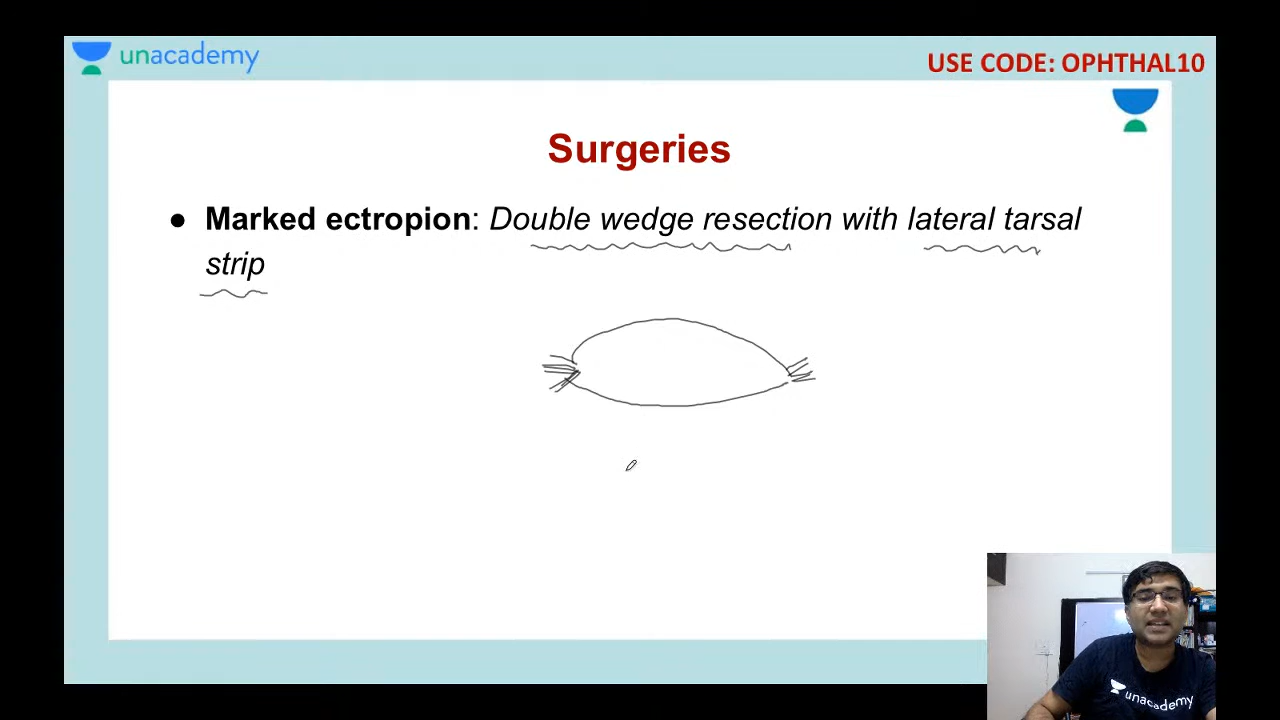 unacademy
USE CODE: OPHTHAL10
Surgeries
● Marked ectropion: Double wedge resection with lateral tarsal
strip
unacademy